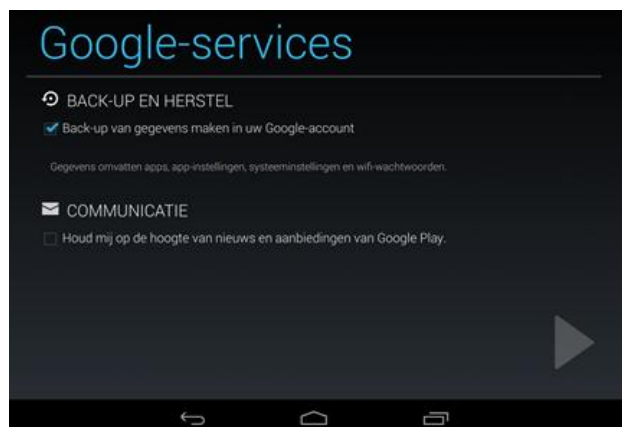 Google-services
BACK-UP EN HERSTEL
Back-up van gegevens maken in uw Google-account
Gegevens omvatten apps, app-instellingen, systeeminstellingen en wifi-wachtwoorden.
COMMUNICATIE
Houd mij op de hoogte van nieuws en aanbiedingen van Google Play.